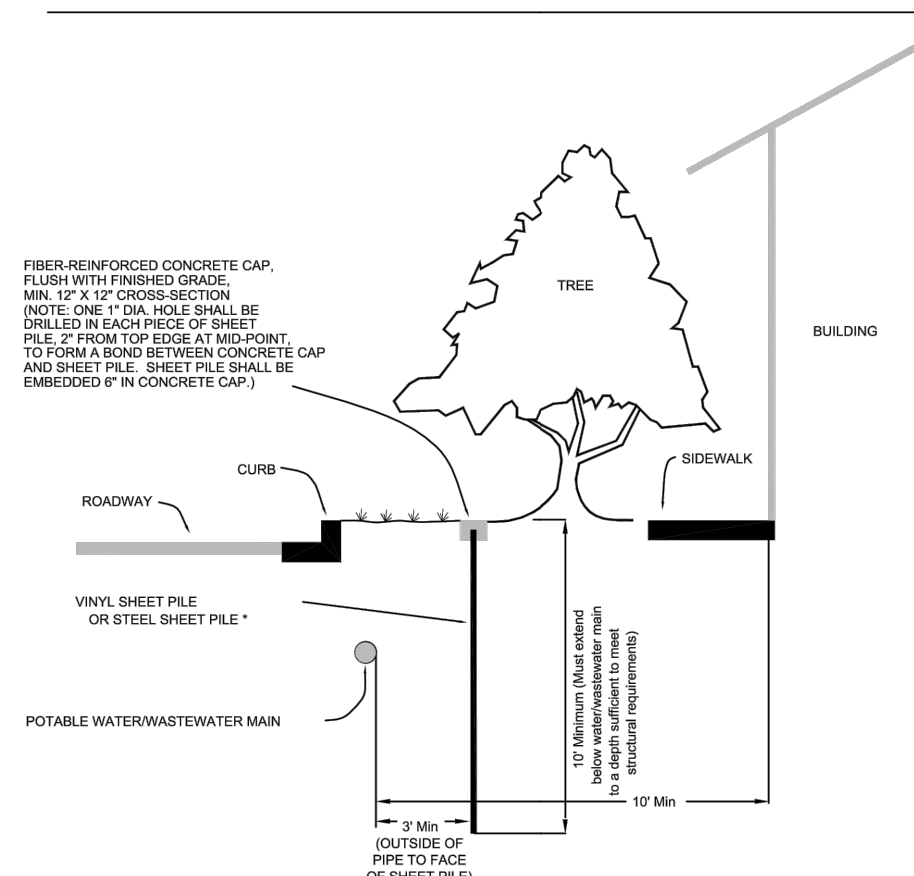 TREE
FIBER-REINFORCED CONCRETE CAP,
FLUSH WITH FINISHED GRADE,
MIN. 12" X 12" CROSS-SECTION
(NOTE: ONE 1" DIA. HOLE SHALL BE
DRILLED IN EACH PIECE OF SHEET
PILE, 2" FROM TOP EDGE AT MID-POINT,
TO FORM A BOND BETWEEN CONCRETE CAP
AND SHEET PILE. SHEET PILE SHALL BE
EMBEDDED 6" IN CONCRETE CAP.)
BUILDING
SIDEWALK
CURB
ROADWAY
VINYL SHEET PILE
OR STEEL SHEET PILE *
POTABLE WATER/WASTEWATER MAIN
10' Minimum (Must extend
below water/wastewater main
to a depth sufficient to meet
structural requirements)
10' Min
3' Min
(OUTSIDE OF
PIPE TO FACE
OF SHEET PILE)